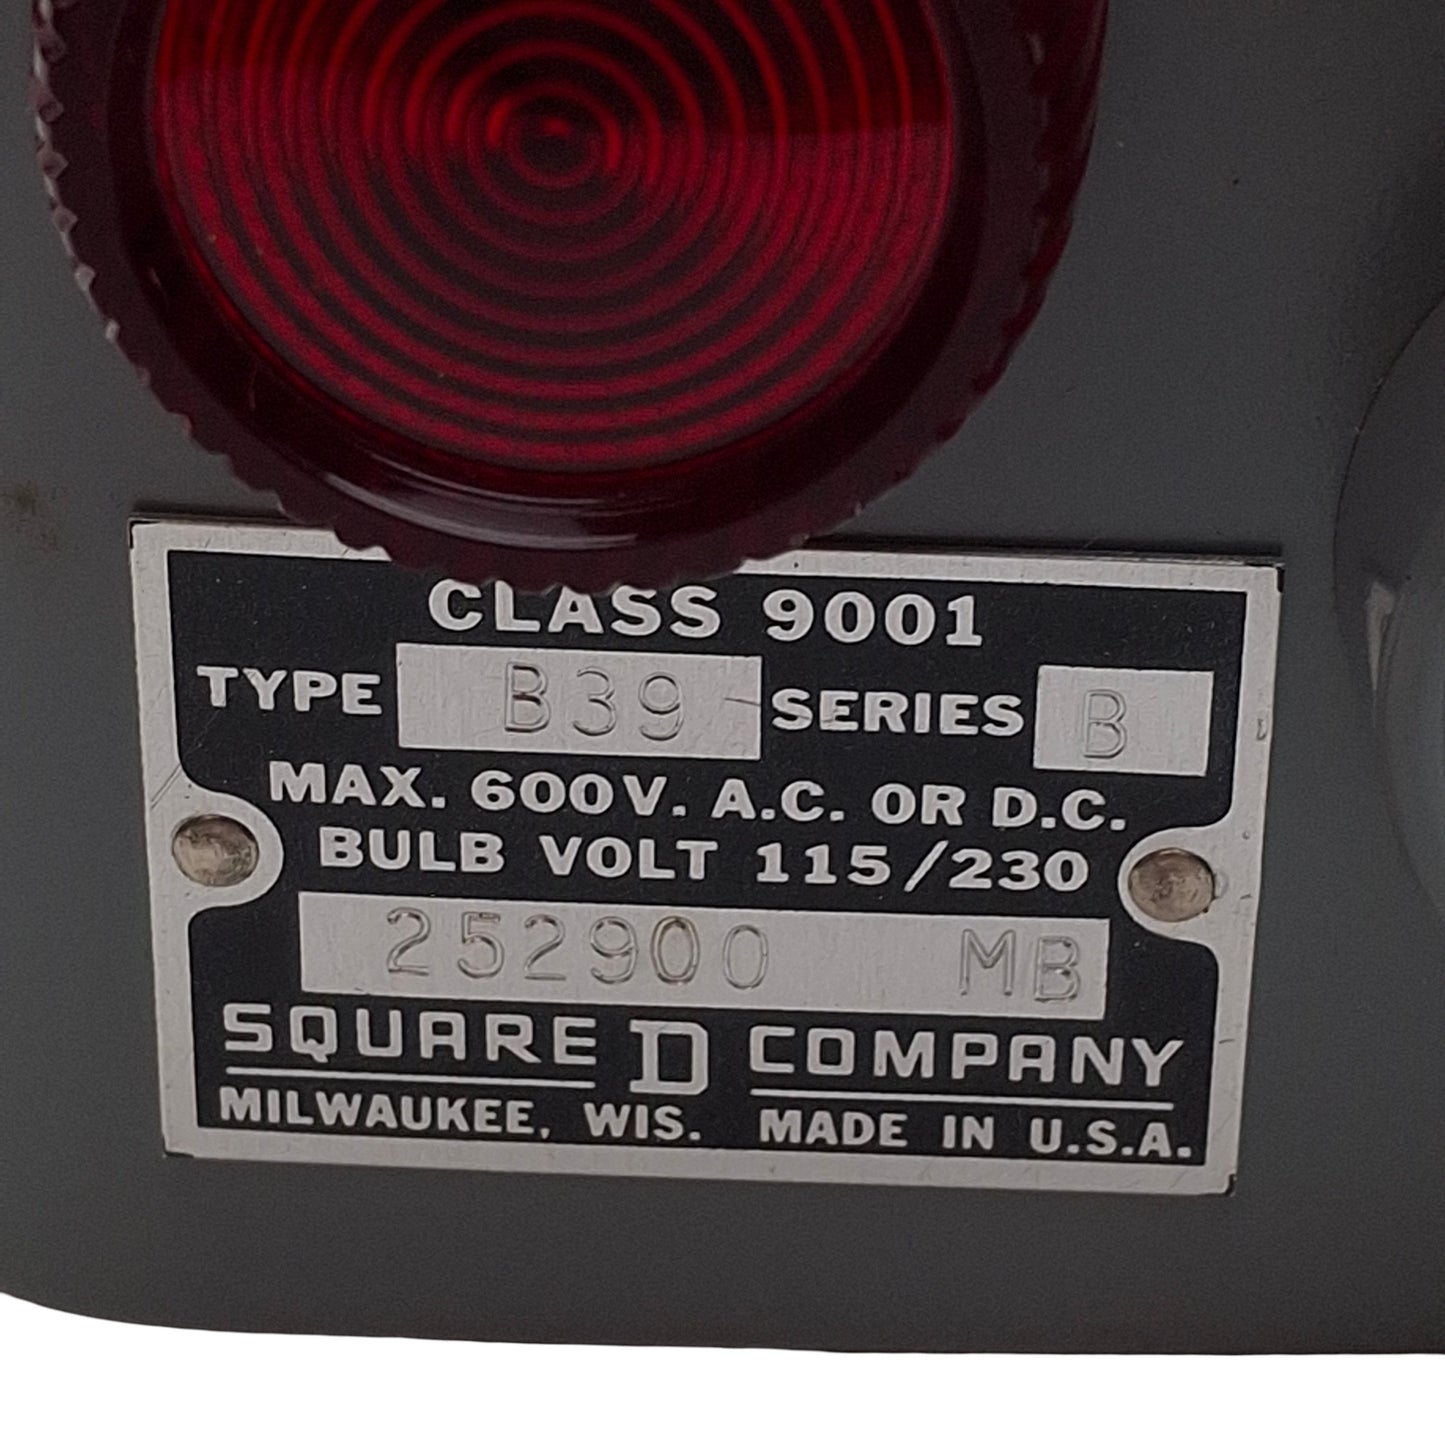 CLASS 9001
TYPE B39 SERIES B
MAX. 600V. A.C. OR D.C.
BULB VOLT 115/230
252900 MB
SQUARE D COMPANY
MILWAUKEE, WIS. MADE IN U.S.A.